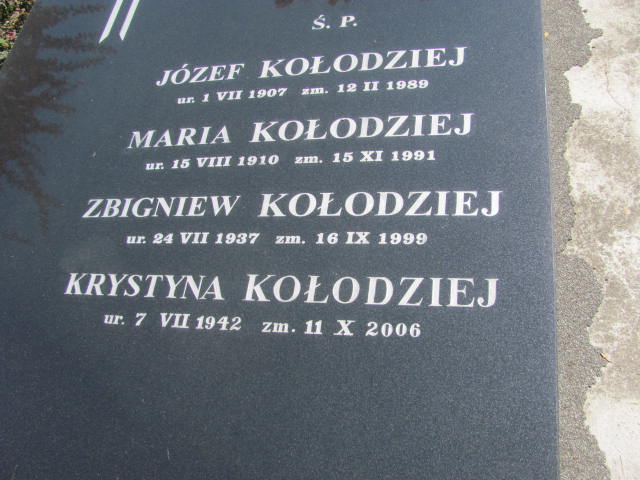 Ś. P.
JÓZEF KOŁODZIEJ
ur. 1 VII 1907 zm. 12 II 1989
MARIA KOŁODZIEJ
ur. 15 VIII 1910 zm. 15 XI 1991
ZBIGNIEW KOŁODZIEJ
ur. 24 VII 1937 zm. 16 IX 1999
KRYSTYNA KOŁODZIEJ
ur. 7 VII 1942 zm. 11 X 2006